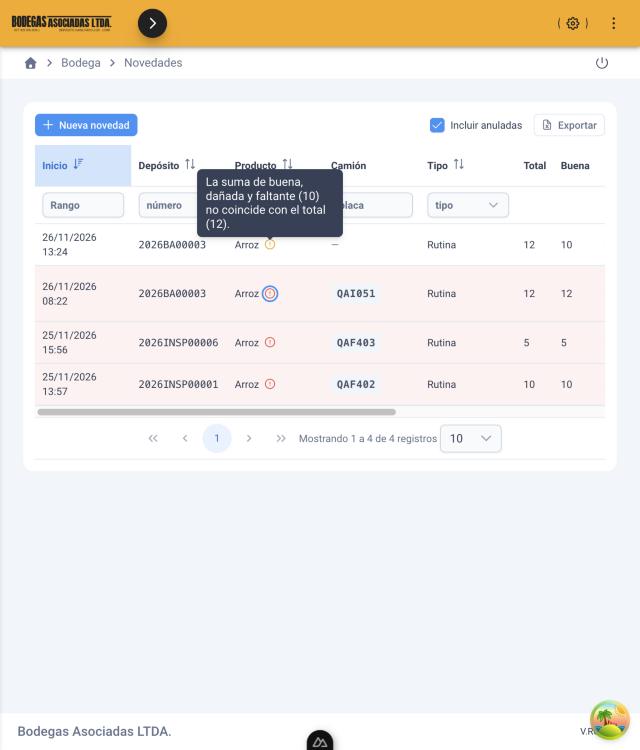 BODEGAS ASOCIADAS LTDA.
Bodega
Novedades
Nueva novedad
Incluir anuladas
Exportar
Inicio
Depósito
Producto
Camión
Tipo
Total
Buena
La suma de buena,
dañada y faltante (10)
no coincide con el total
(12).
Rango
número
placa
tipo
26/11/2026
13:24
2026BA00003
Arroz
—
Rutina
12
10
26/11/2026
08:22
2026BA00003
Arroz
QAI051
Rutina
12
12
25/11/2026
15:56
2026INSP00006
Arroz
QAF403
Rutina
5
5
25/11/2026
13:57
2026INSP00001
Arroz
QAF402
Rutina
10
10
1
Mostrando 1 a 4 de 4 registros
10
Bodegas Asociadas LTDA.